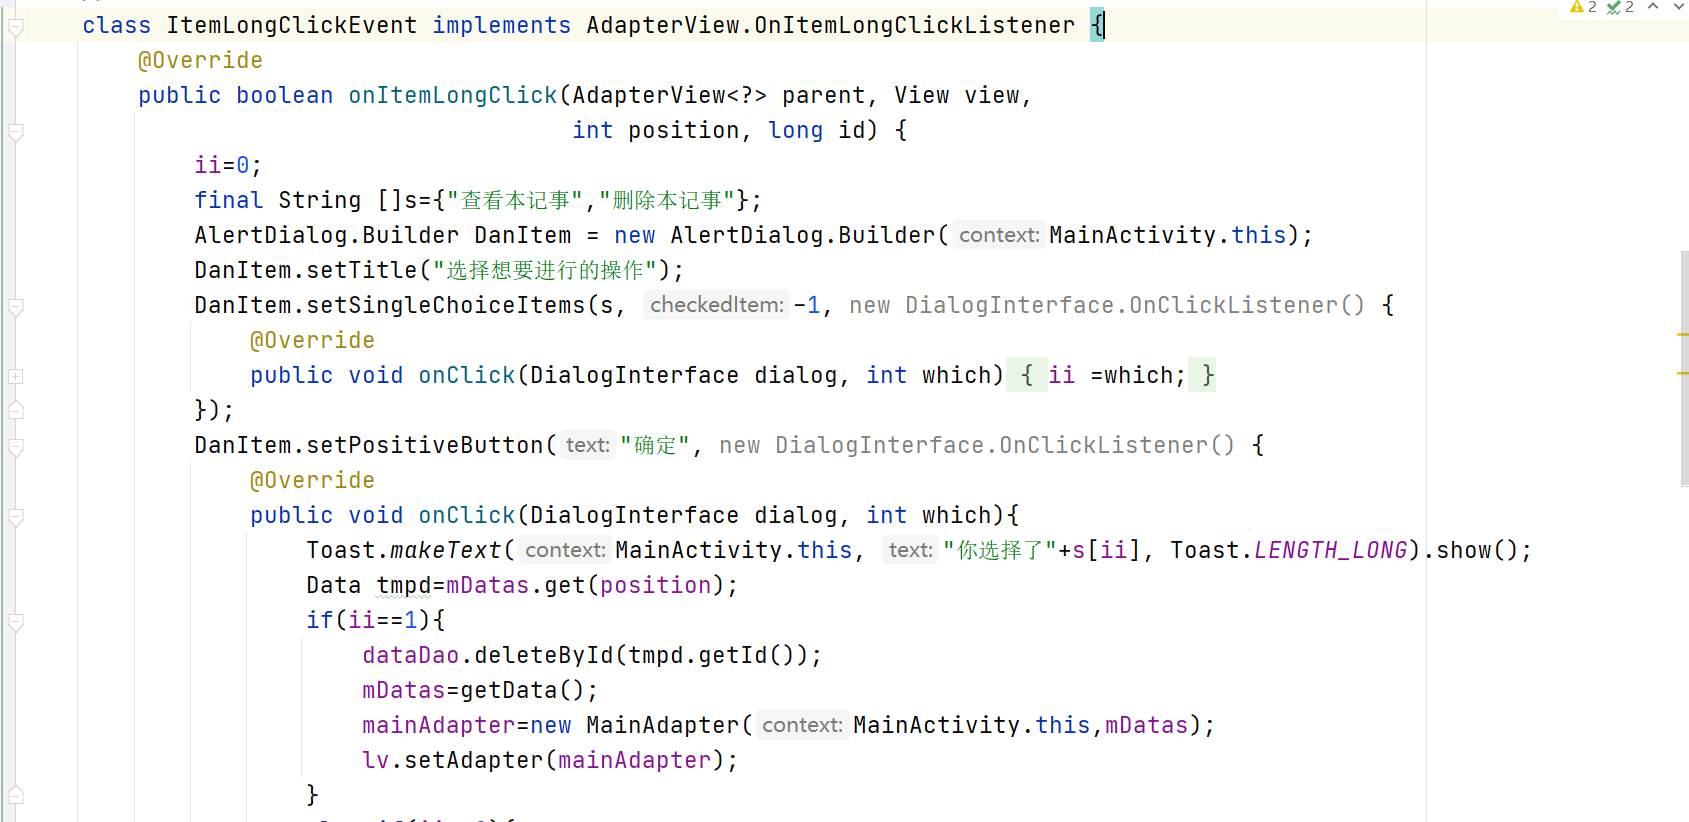 2 2
class ItemLongClickEvent implements AdapterView.OnItemLongClickListener {
@Override
public boolean onItemLongClick(AdapterView<?> parent, View view,
int position, long id) {
ii=0;
final String []s={"查看本记事","删除本记事"};
AlertDialog.Builder DanItem = new AlertDialog.Builder( context: MainActivity.this);
DanItem.setTitle("选择想要进行的操作");
DanItem.setSingleChoiceItems(s, checkedItem: -1, new DialogInterface.OnClickListener() {
@Override
public void onClick(DialogInterface dialog, int which) { ii =which; }
});
DanItem.setPositiveButton( text: "确定", new DialogInterface.OnClickListener() {
@Override
public void onClick(DialogInterface dialog, int which){
Toast.makeText( context: MainActivity.this, text: "你选择了"+s[ii], Toast.LENGTH_LONG).show();
Data tmpd=mDatas.get(position);
if(ii==1){
dataDao.deleteById(tmpd.getId());
mDatas=getData();
mainAdapter=new MainAdapter( context: MainActivity.this,mDatas);
lv.setAdapter(mainAdapter);
}